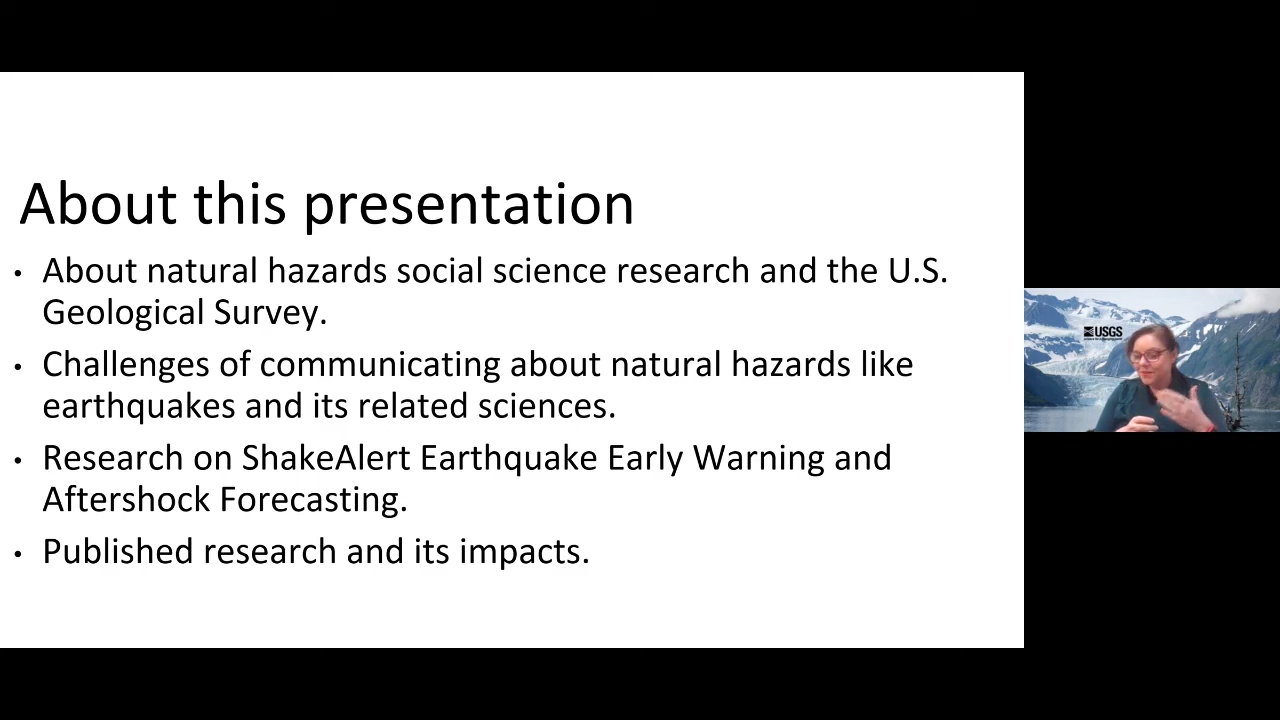 About this presentation
• About natural hazards social science research and the U.S.
Geological Survey.
• Challenges of communicating about natural hazards like
earthquakes and its related sciences.
• Research on ShakeAlert Earthquake Early Warning and
Aftershock Forecasting.
• Published research and its impacts.
USGS